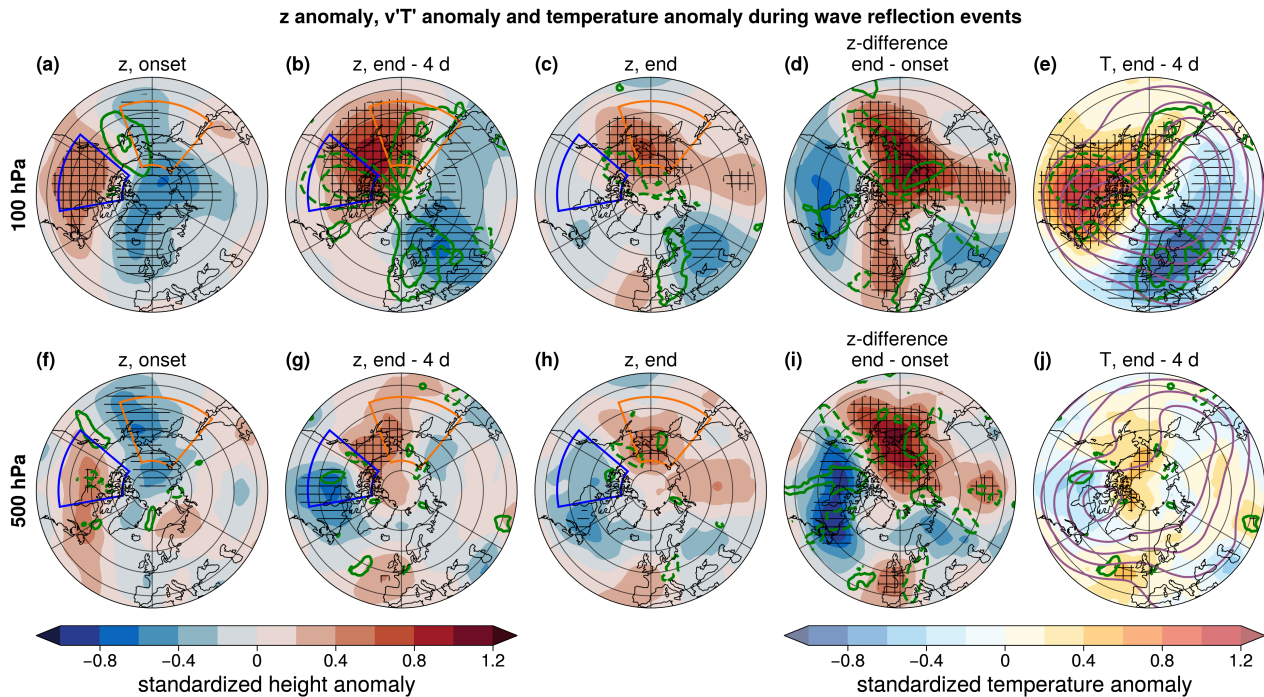 z anomaly, v'T' anomaly and temperature anomaly during wave reflection events
(a) z, onset
(b) z, end - 4 d
(c) z, end
(d) z-difference
end - onset
(e) T, end - 4 d
100 hPa
(f) z, onset
(g) z, end - 4 d
(h) z, end
(i) z-difference
end - onset
(j) T, end - 4 d
500 hPa
−0.8 −0.4 0 0.4 0.8 1.2
standardized height anomaly
−0.8 −0.4 0 0.4 0.8 1.2
standardized temperature anomaly